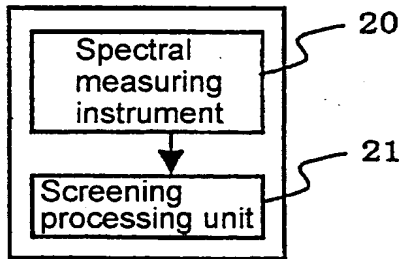 Spectral
measuring
instrument
20
Screening
processing unit
21